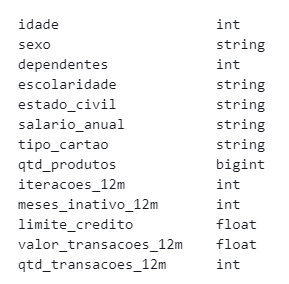 idade int
sexo string
dependentes int
escolaridade string
estado_civil string
salario_anual string
tipo_cartao string
qtd_produtos bigint
iteracoes_12m int
meses_inativo_12m int
limite_credito float
valor_transacoes_12m float
qtd_transacoes_12m int